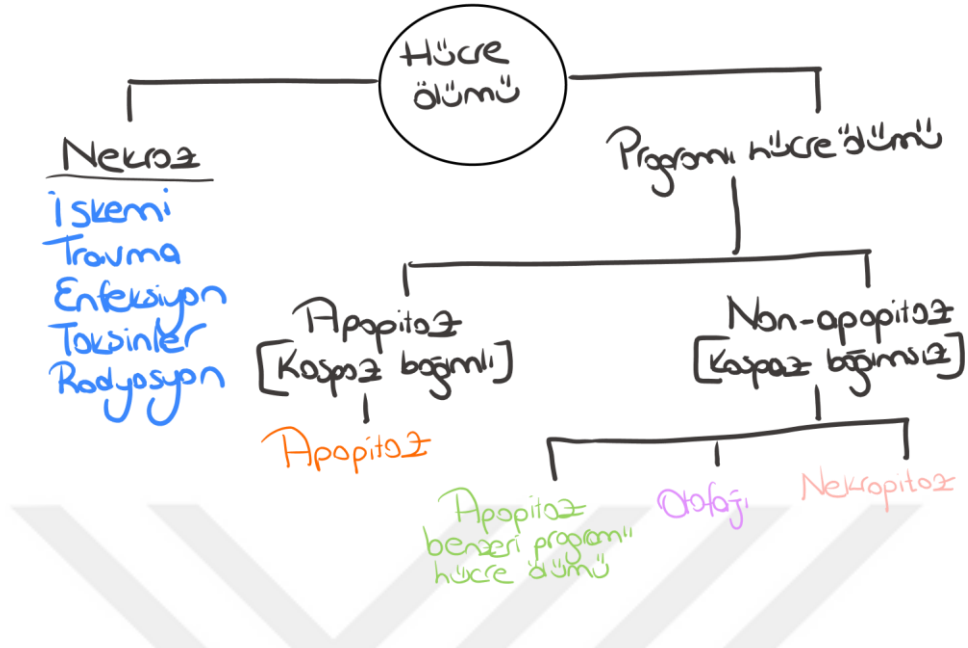 Hücre
ölümü
Nekroz
İskemi
Travma
Enfeksiyon
Toksinler
Radyasyon
Programlı hücre ölümü
Apopitoz
[Kaspaz bağımlı]
Apopitoz
Non-apopitoz
[Kaspaz bağımsız]
Apopitoz
benzeri programlı
hücre ölümü
Otofaji
Nekropitoz